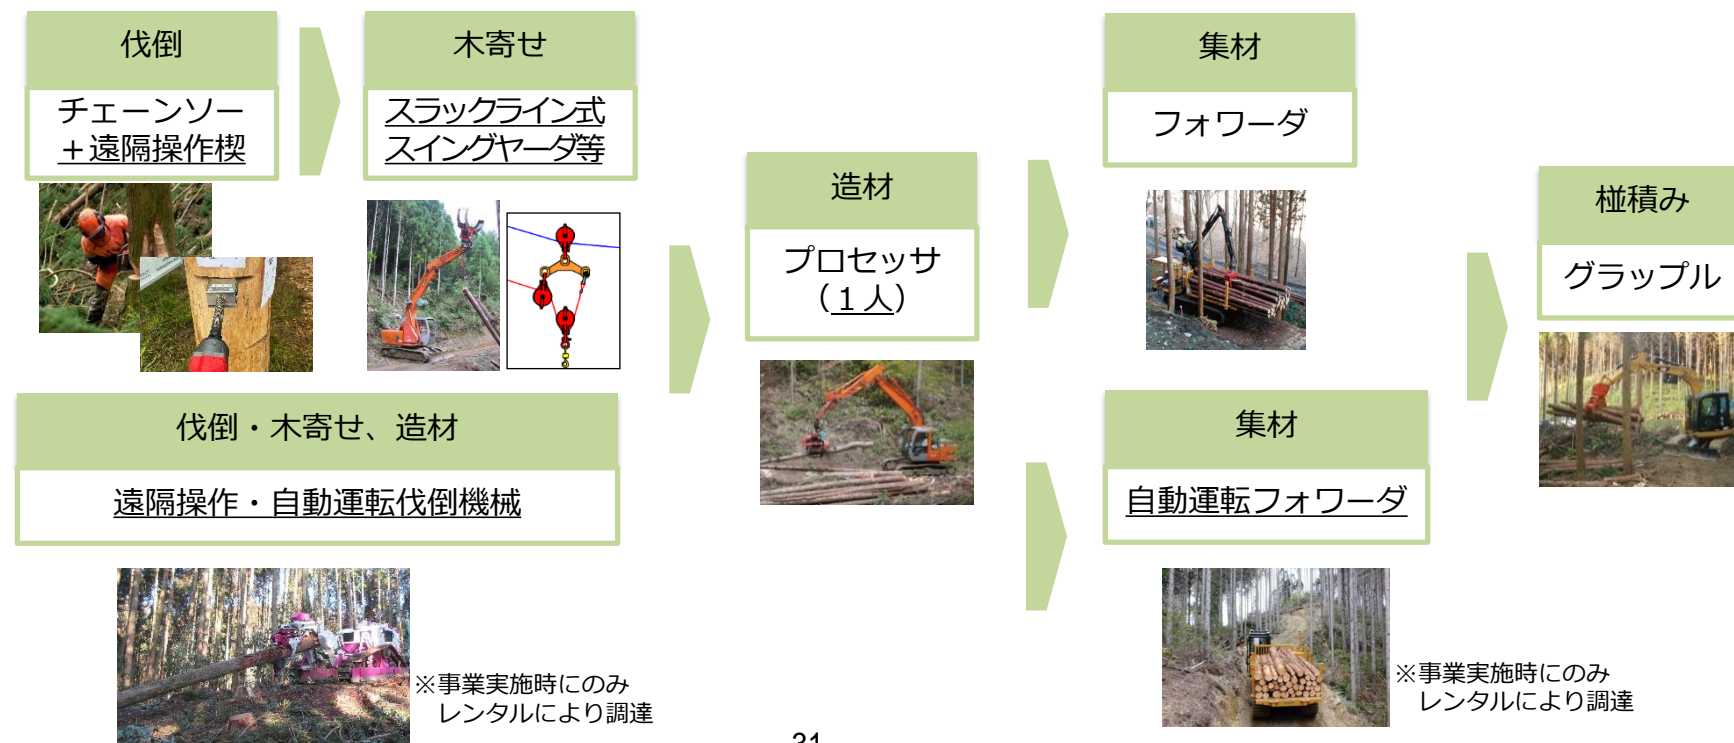 伐倒
チェーンソー
＋遠隔操作楔
木寄せ
スラックライン式
スイングヤーダ等
伐倒・木寄せ、造材
遠隔操作・自動運転伐倒機械
※事業実施時にのみ
レンタルにより調達
造材
プロセッサ
（１人）
集材
フォワーダ
集材
自動運転フォワーダ
※事業実施時にのみ
レンタルにより調達
椪積み
グラップル
31